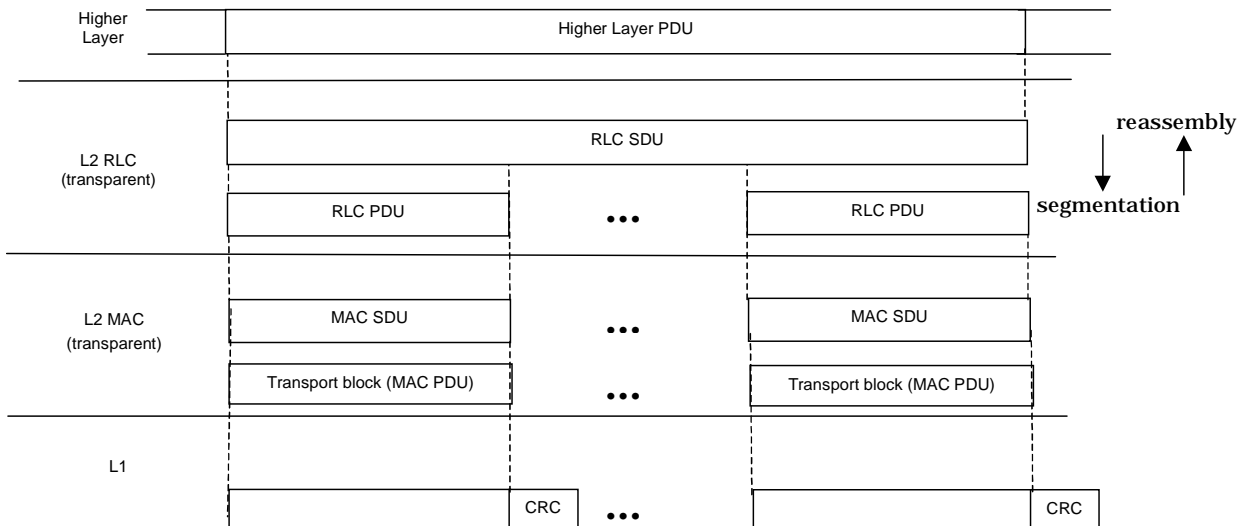 Higher
Layer
Higher Layer PDU
RLC SDU
reassembly
L2 RLC
(transparent)
RLC PDU
•••
RLC PDU
segmentation
L2 MAC
(transparent)
MAC SDU
•••
MAC SDU
Transport block (MAC PDU)
•••
Transport block (MAC PDU)
L1
CRC
•••
CRC